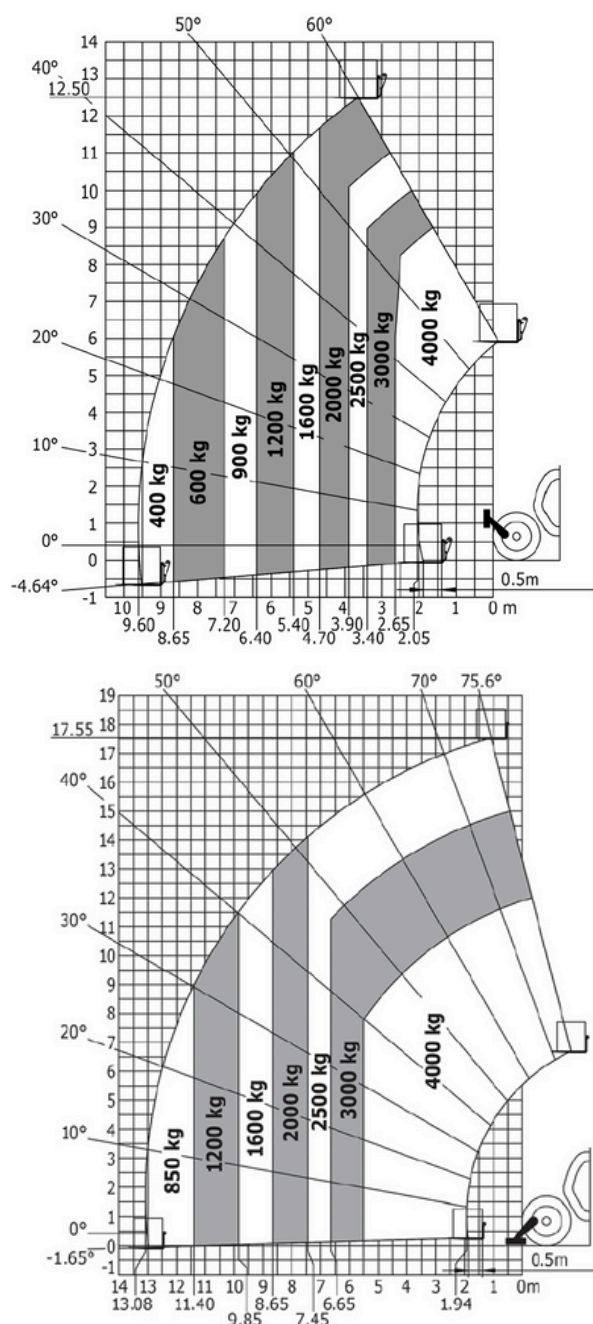 50°
60°
14
40°
13
12.50
12
11
10
30°
9
8
7
20°
6
5
4
10°
3
2
1
0°
0
-4.64°
-1
400 kg
600 kg
900 kg
1200 kg
1600 kg
2000 kg
2500 kg
3000 kg
4000 kg
0.5m
10 9 8 7 6 5 4 3 2 1 0 m
9.60 7.20 5.40 3.90 2.65
8.65 6.40 4.70 3.40 2.05
50° 60° 70° 75.6°
19
18
17.55
17
16
40°
15
14
13
12
11
30°
10
9
8
20°
7
6
5
10°
4
3
2
1
0°
0
-1.65°
-1
850 kg
1200 kg
1600 kg
2000 kg
2500 kg
3000 kg
4000 kg
0.5m
14 13 12 11 10 9 8 7 6 5 4 3 2 1 0m
13.08 11.40 8.65 6.65 1.94
9.85 7.45